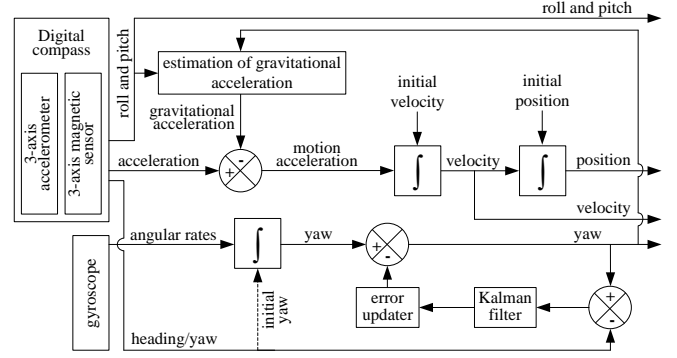 roll and pitch
Digital
compass
roll and pitch
estimation of gravitational
acceleration
3-axis
accelerometer
3-axis magnetic
sensor
gravitational
acceleration
initial
velocity
initial
position
acceleration
-
+
motion
acceleration
∫
velocity
∫
position
velocity
gyroscope
angular rates
∫
yaw
+
-
yaw
initial
yaw
error
updater
Kalman
filter
+
-
heading/yaw